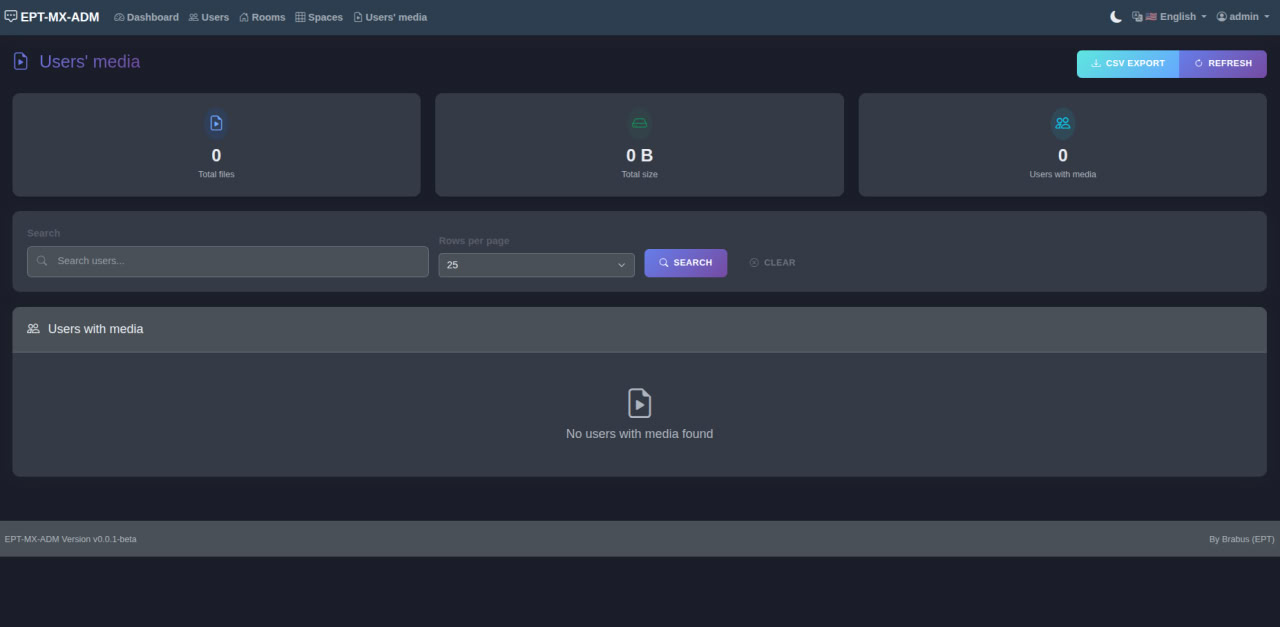 EPT-MX-ADM Dashboard Users Rooms Spaces Users' media English admin
Users' media
CSV EXPORT REFRESH
0
Total files
0 B
Total size
0
Users with media
Search
Search users...
Rows per page
25
SEARCH
CLEAR
Users with media
No users with media found
EPT-MX-ADM Version v0.0.1-beta
By Brabus (EPT)